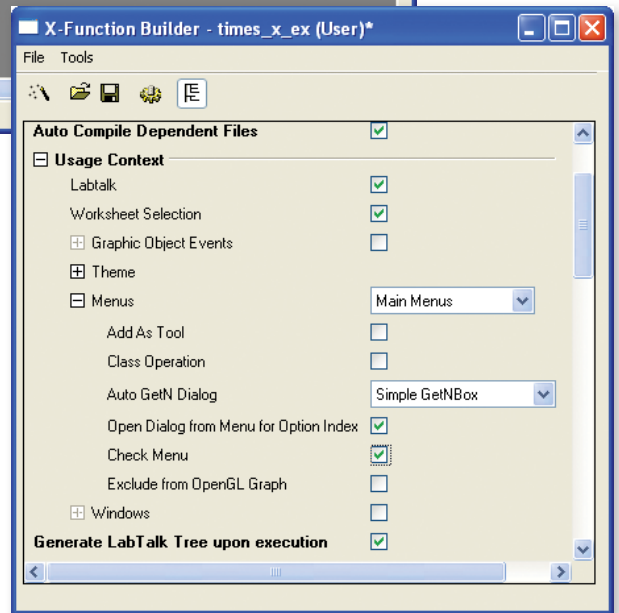 X-Function Builder - times_x_ex (User)*
File Tools
Auto Compile Dependent Files
Usage Context
Labtalk
Worksheet Selection
Graphic Object Events
Theme
Menus Main Menus
Add As Tool
Class Operation
Auto GetN Dialog Simple GetNBox
Open Dialog from Menu for Option Index
Check Menu
Exclude from OpenGL Graph
Windows
Generate LabTalk Tree upon execution